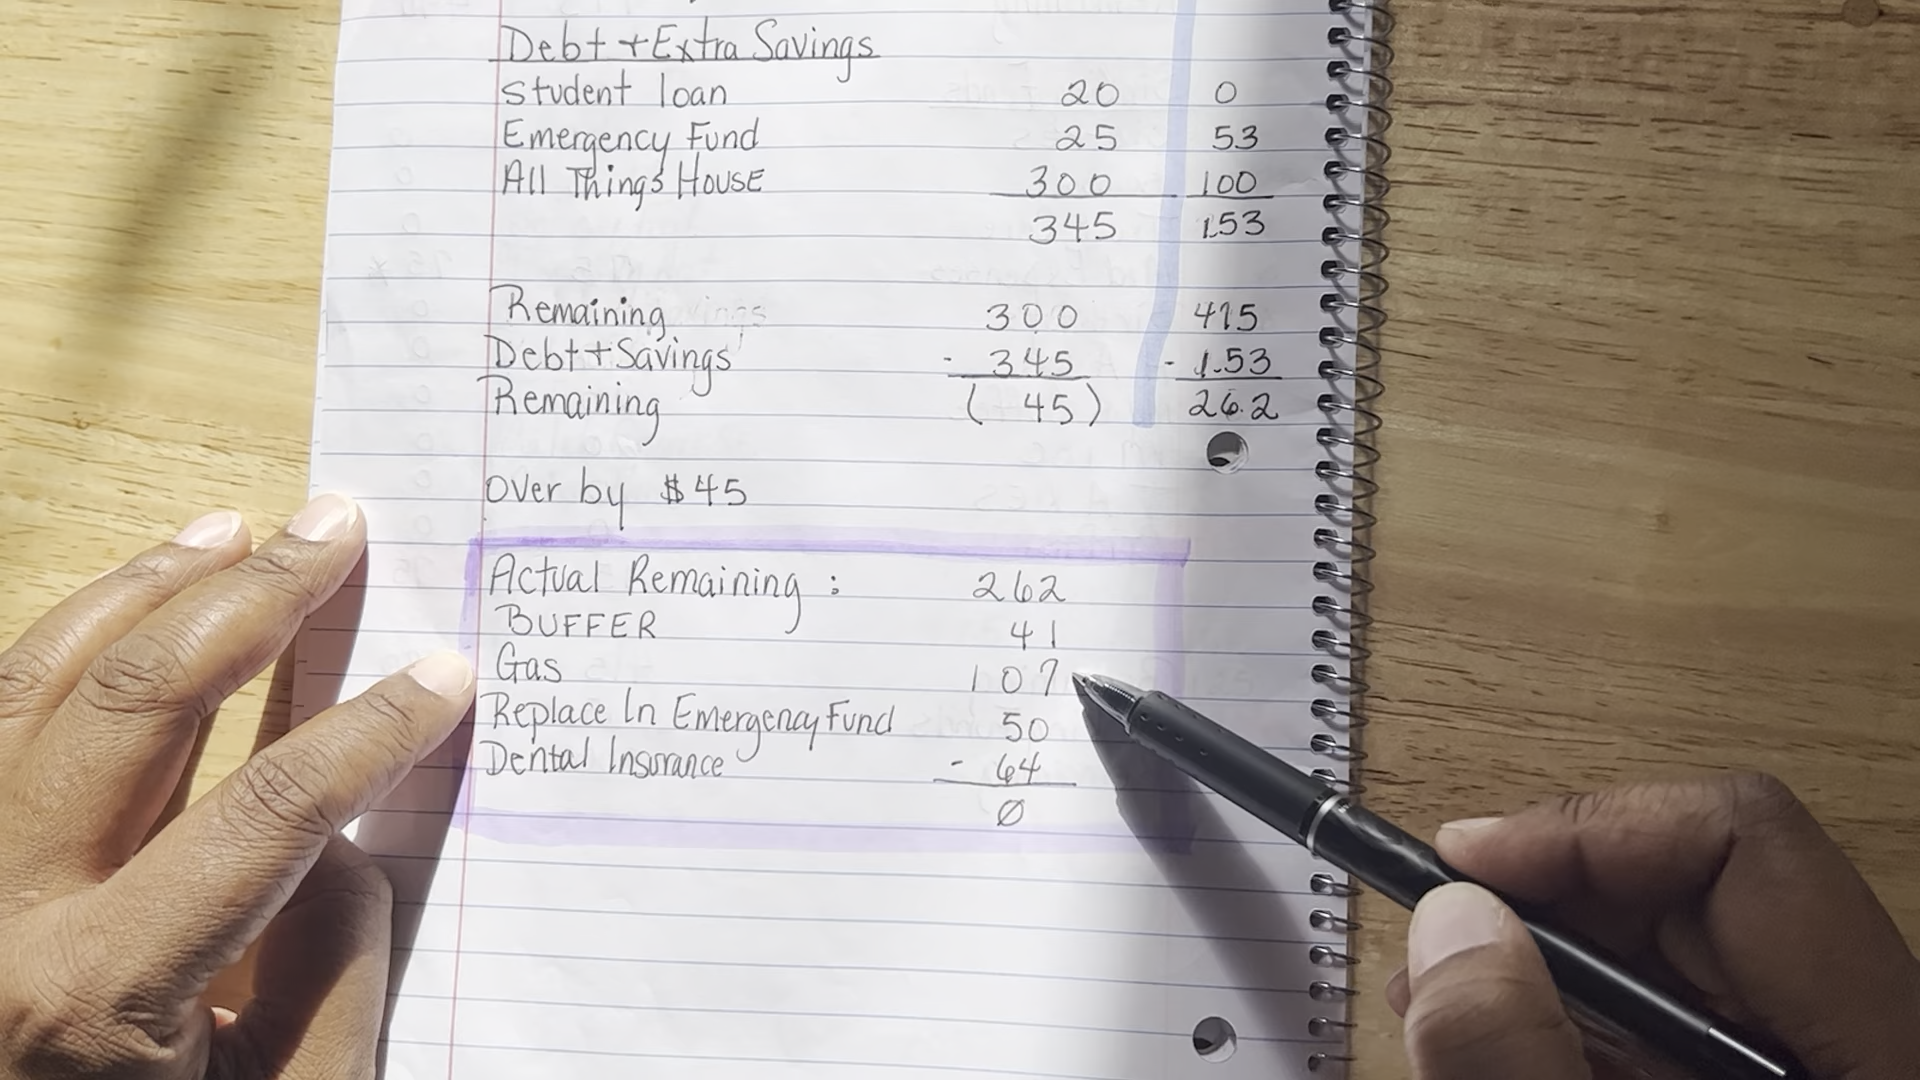 Debt + Extra Savings
Student loan 20 0
Emergency Fund 25 53
All Things House 300 100
345 153
Remaining 300 415
Debt + Savings - 345 - 153
Remaining (45) 262
over by $45
Actual Remaining : 262
BUFFER 41
Gas 107
Replace In Emergency Fund 50
Dental Insurance - 64
0